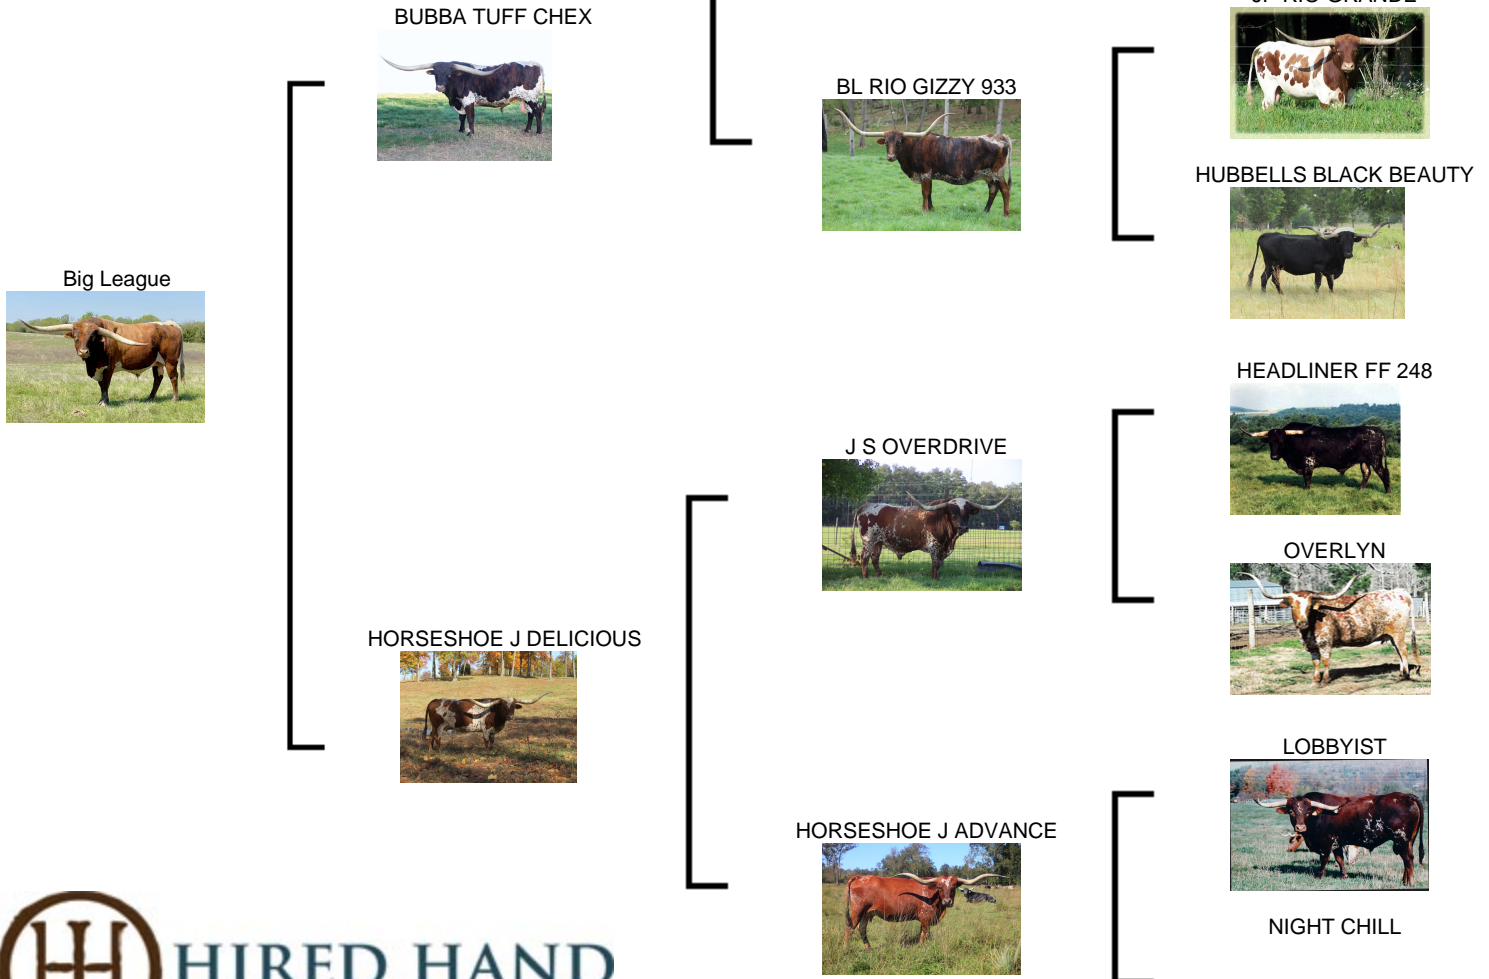 BUBBA TUFF CHEX
BL RIO GIZZY 933
HUBBELLS BLACK BEAUTY
Big League
HEADLINER FF 248
J S OVERDRIVE
OVERLYN
HORSESHOE J DELICIOUS
LOBBYIST
HORSESHOE J ADVANCE
NIGHT CHILL
HIRED HAND